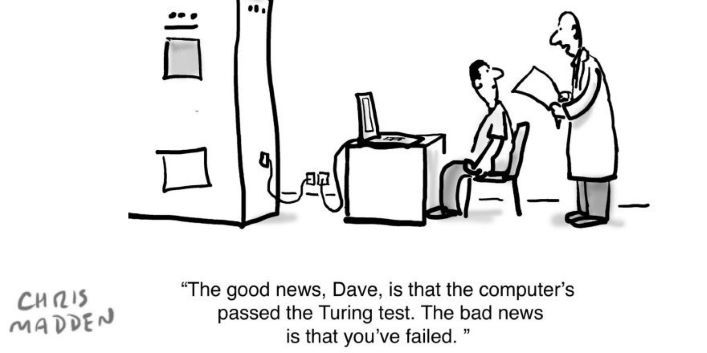 “The good news, Dave, is that the computer’s
passed the Turing test. The bad news
is that you’ve failed. ”
CHRIS
MADDEN